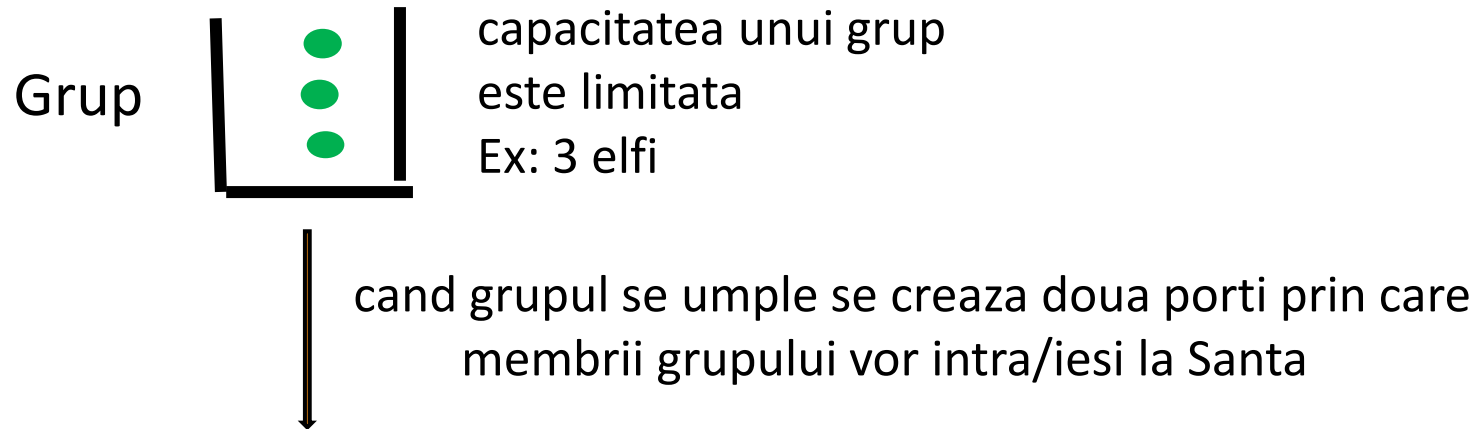 Grup
capacitatea unui grup
este limitata
Ex: 3 elfi
cand grupul se umple se creaza doua porti prin care
membrii grupului vor intra/iesi la Santa